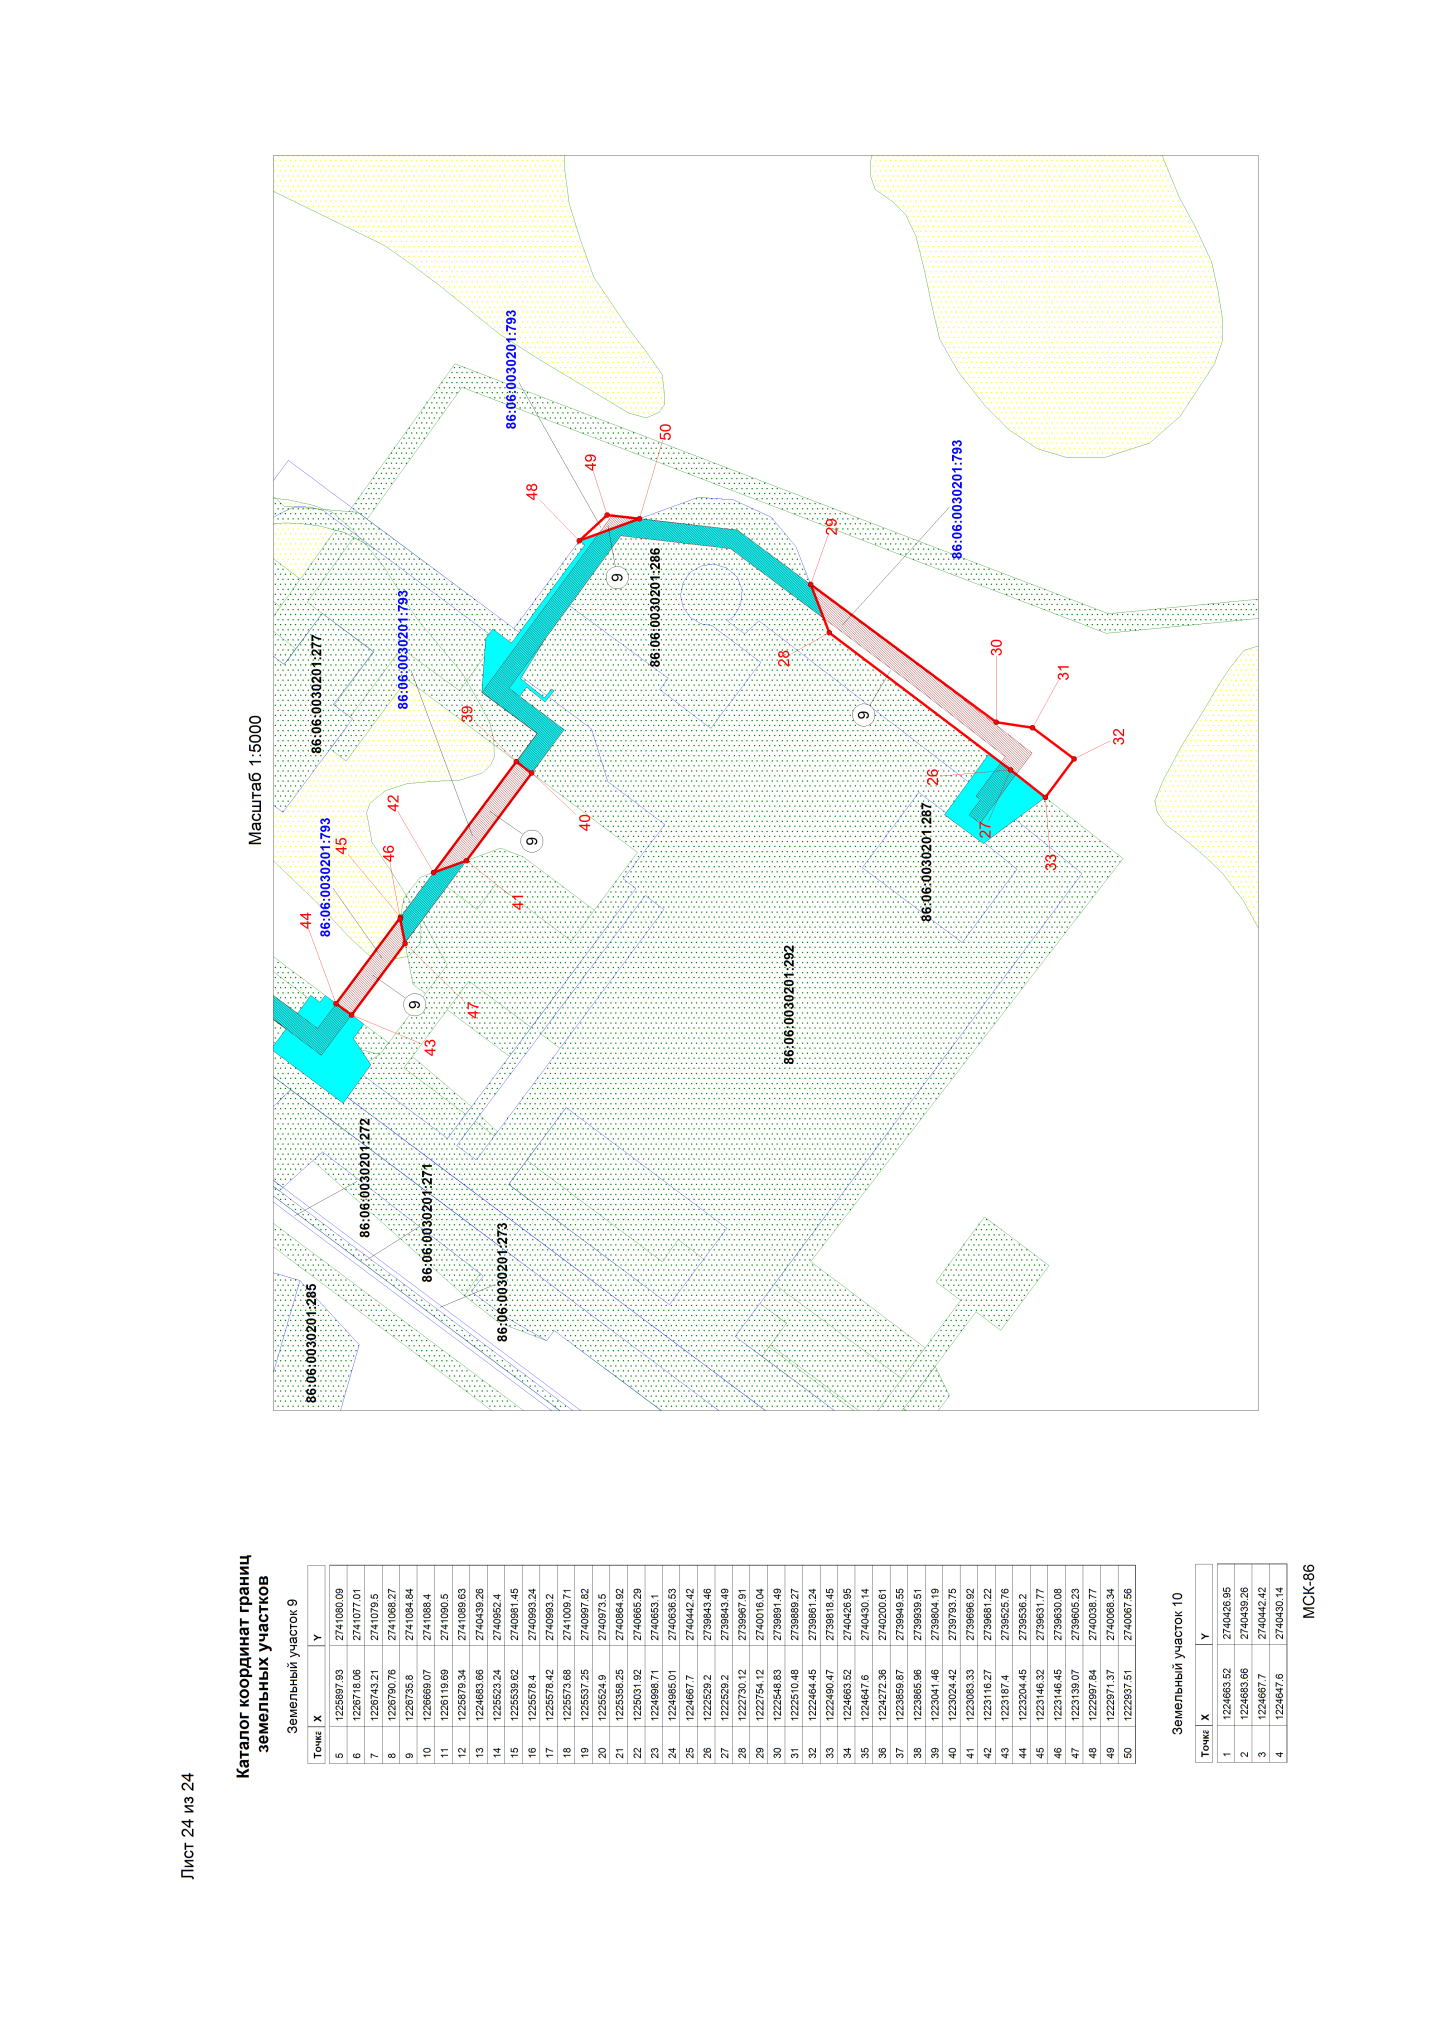 Лист 24 из 24
Каталог координат границ
земельных участков
Земельный участок 9
Точка X Y
5 1225897.93 2741080.09
6 1226718.06 2741077.01
7 1226743.21 2741079.5
8 1226790.76 2741068.27
9 1226735.8 2741084.84
10 1226669.07 2741088.4
11 1226119.69 2741090.5
12 1225879.34 2741089.63
13 1224683.66 2740439.26
14 1225523.24 2740952.4
15 1225539.62 2740981.45
16 1225578.4 2740993.24
17 1225578.42 2740993.2
18 1225573.68 2741009.71
19 1225537.25 2740997.82
20 1225524.9 2740973.5
21 1225358.25 2740864.92
22 1225031.92 2740665.29
23 1224998.71 2740653.1
24 1224985.01 2740636.53
25 1224667.7 2740442.42
26 1222529.2 2739843.46
27 1222529.2 2739843.49
28 1222730.12 2739967.91
29 1222754.12 2740016.04
30 1222548.83 2739891.49
31 1222510.48 2739889.27
32 1222464.45 2739861.24
33 1222490.47 2739818.45
34 1224663.52 2740426.95
35 1224647.6 2740430.14
36 1224272.36 2740200.61
37 1223859.87 2739949.55
38 1223865.96 2739939.51
39 1223041.46 2739804.19
40 1223024.42 2739793.75
41 1223083.33 2739696.92
42 1223116.27 2739681.22
43 1223187.4 2739525.76
44 1223204.45 2739536.2
45 1223146.32 2739631.77
46 1223146.45 2739630.08
47 1223139.07 2739605.23
48 1222997.84 2740038.77
49 1222971.37 2740068.34
50 1222937.51 2740067.56
Земельный участок 10
Точка X Y
1 1224663.52 2740426.95
2 1224683.66 2740439.26
3 1224667.7 2740442.42
4 1224647.6 2740430.14
МСК-86
Масштаб 1:5000
86:06:0030201:285
86:06:0030201:277
86:06:0030201:793
44
45
86:06:0030201:272
46
42
86:06:0030201:793
9
86:06:0030201:271
43
39
47
86:06:0030201:273
86:06:0030201:793
41
9
48
40
49
9
86:06:0030201:286
50
28
86:06:0030201:292
29
9
86:06:0030201:287
26
86:06:0030201:793
27
30
33
31
32